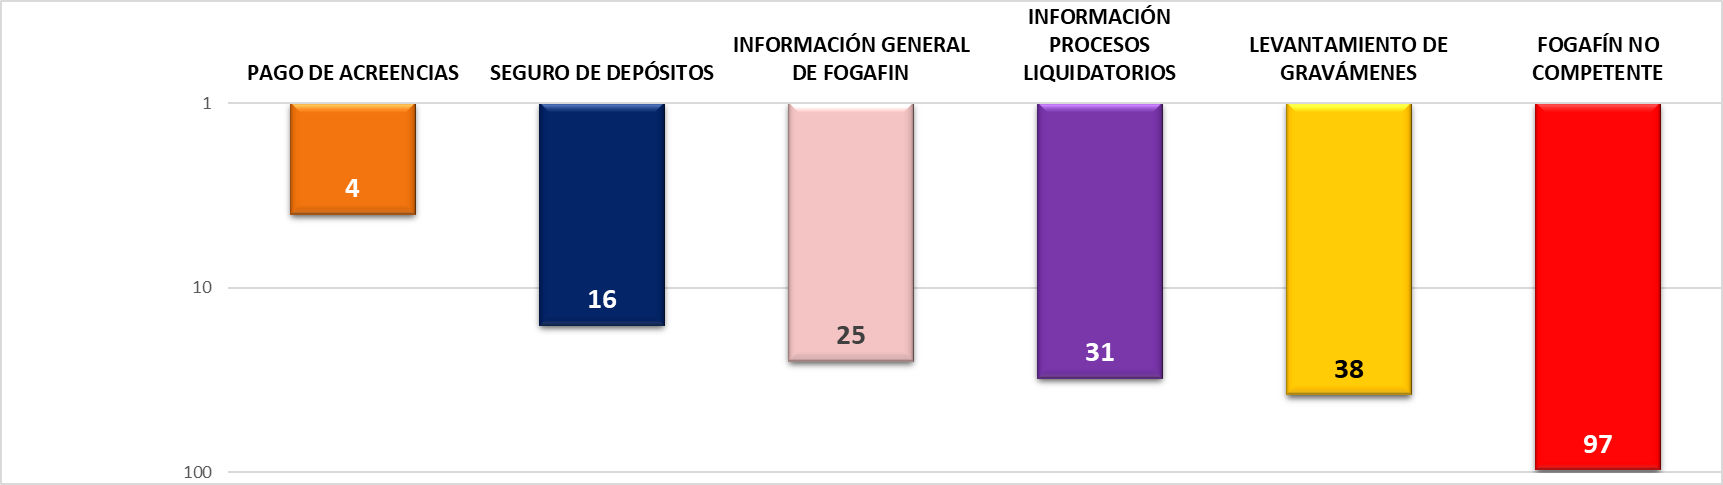 PAGO DE ACREENCIAS
SEGURO DE DEPÓSITOS
INFORMACIÓN GENERAL
DE FOGAFIN
INFORMACIÓN
PROCESOS
LIQUIDATORIOS
LEVANTAMIENTO DE
GRAVÁMENES
FOGAFÍN NO
COMPETENTE
1
10
100
4
16
25
31
38
97